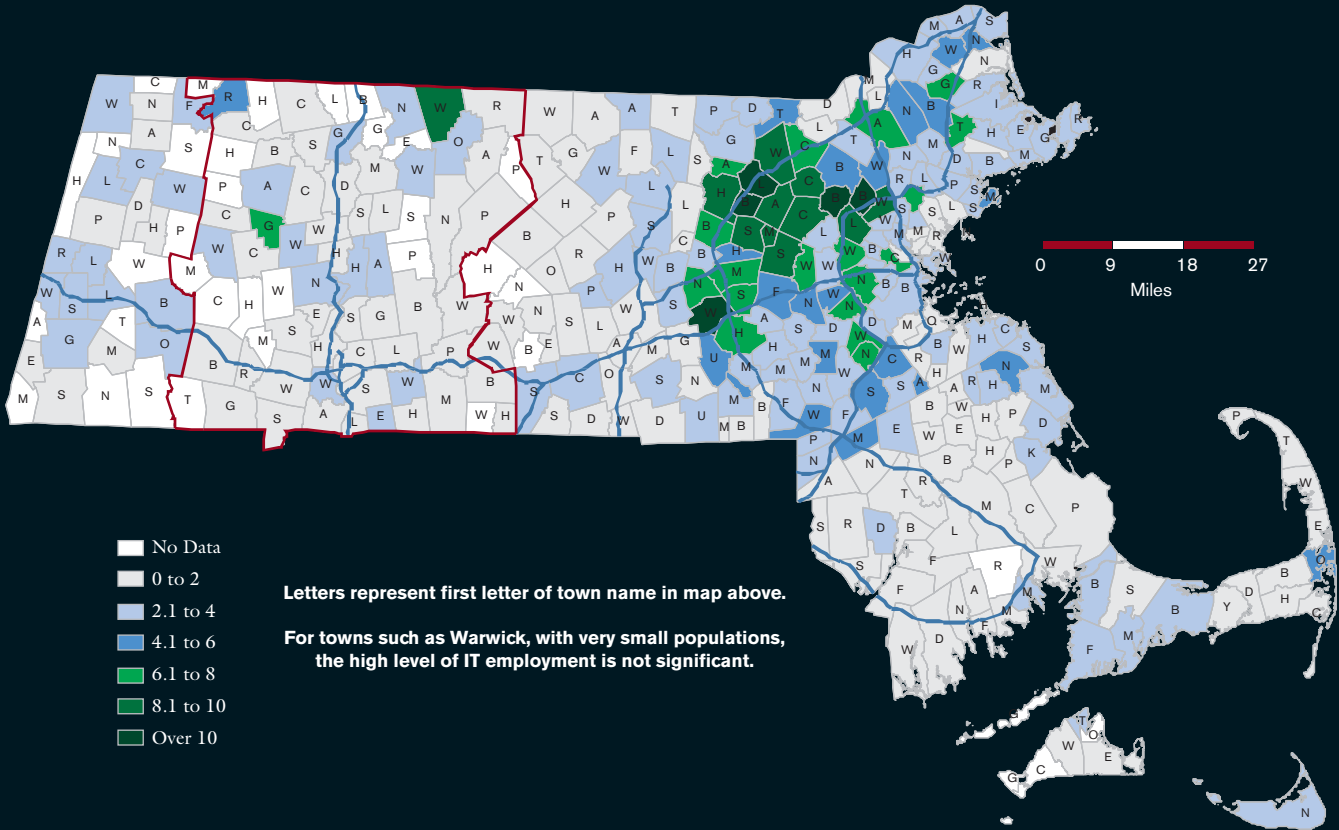 M A S
H W N
G N
C M M L
W N F R H C L B N W R W A A T P D T D G R
C G A N B I
A G E O L A T H E G R
N S H B S M W A T G F L G W C T N M D B M
C P A C D P W L S A B W R L P S
H L W G S L S N P H P L H L C B B W S S L S M
P D H P C W H B S C B S A C L W M M R
R L W W C W H A P B O R H W B B S M S W W W B C W
W L B M C H W N H N P S N M F N W N B B
A S T E S G B W W N S L W W S A S D D M Q
E G M O M H C L P W B E A M G H H M M W N C R B W H C S
M S N S B R W W S W B S C O S N U M M N W S S A H A R H N M
T G S A L E H M W H S D W D U M B B F W F B W H P D
P M E W E H P K
N N B
A R
T M C P
S R D B L
S F F R W
A M
N M
W D F
P
T
W
E
O
B
B S B Y D H C
F M
G T O
W E
G C
N
0 9 18 27
Miles
No Data
0 to 2
2.1 to 4
4.1 to 6
6.1 to 8
8.1 to 10
Over 10
Letters represent first letter of town name in map above.
For towns such as Warwick, with very small populations,
the high level of IT employment is not significant.